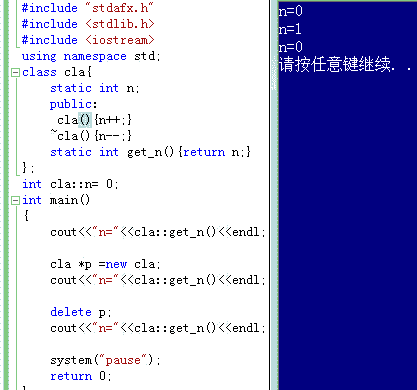 #include "stdafx.h"
#include <stdlib.h>
#include <iostream>
using namespace std;
class cla{
static int n;
public:
cla(){n++;}
~cla(){n--;}
static int get_n(){return n;}
};
int cla::n= 0;
int main()
{
cout<<"n="<<cla::get_n()<<endl;
cla *p =new cla;
cout<<"n="<<cla::get_n()<<endl;
delete p;
cout<<"n="<<cla::get_n()<<endl;
system("pause");
return 0;
n=0
n=1
n=0
请按任意键继续. .